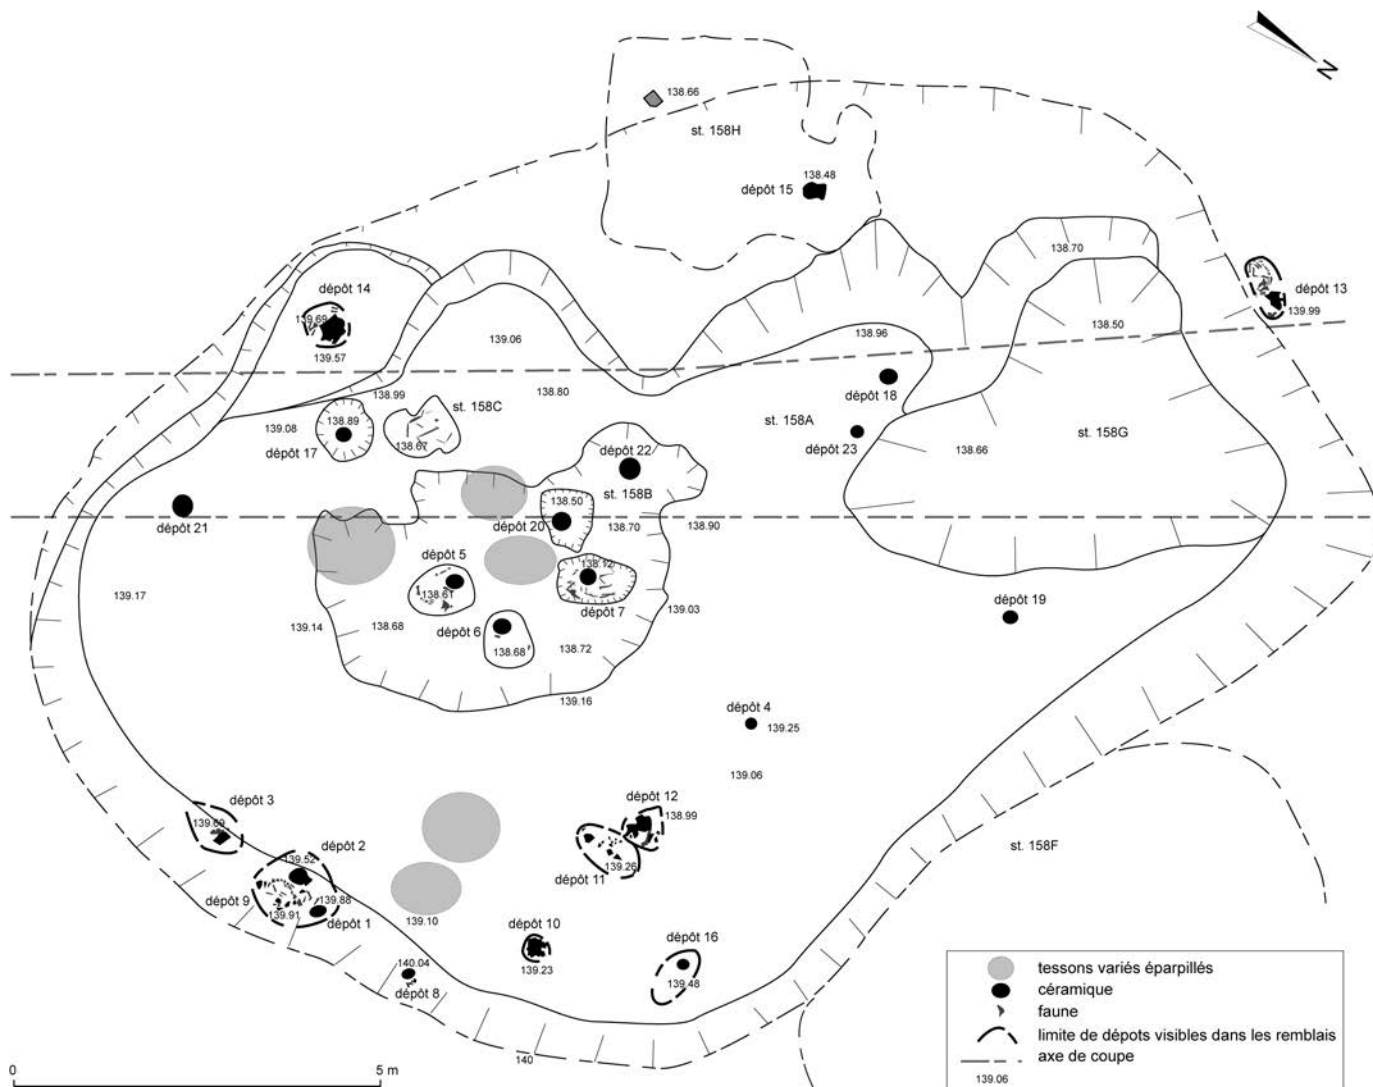 N
138.66
st. 158H
138.48
dépôt 15
138.70
dépôt 14
139.69
139.57
dépôt 13
139.99
138.50
139.06
138.96
138.99
138.80
dépôt 18
st. 158C
138.89
139.08
138.67
dépôt 17
st. 158A
dépôt 23
st. 158G
138.66
dépôt 22
st. 158B
138.50
dépôt 21
dépôt 20
138.70
138.90
dépôt 5
138.12
138.61
139.17
dépôt 19
139.03
dépôt 7
139.14
138.68
dépôt 6
138.68
138.72
139.16
dépôt 4
139.25
139.06
dépôt 3
139.69
dépôt 12
138.99
st. 158F
dépôt 2
139.52
139.26
dépôt 11
dépôt 9
139.88
139.91
dépôt 1
139.10
dépôt 10
139.23
dépôt 16
139.48
140.04
dépôt 8
140
tessons variés éparpillés
céramique
faune
limite de dépots visibles dans les remblais
axe de coupe
139.06
0
5 m